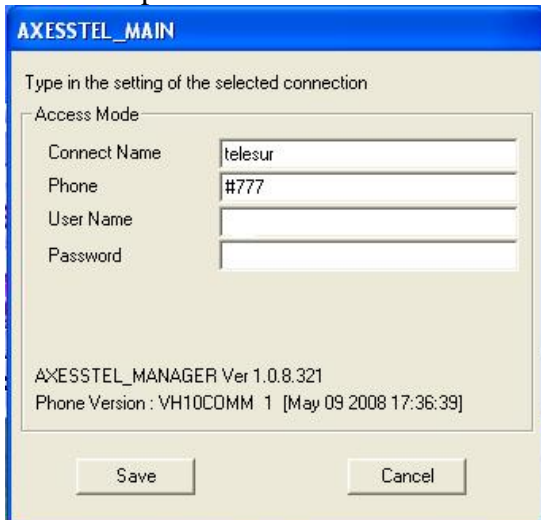 AXESSTEL_MAIN
Type in the setting of the selected connection
Access Mode
Connect Name telesur
Phone #777
User Name
Password
AXESSTEL_MANAGER Ver 1.0.8.321
Phone Version : VH10COMM 1 [May 09 2008 17:36:39]
Save Cancel